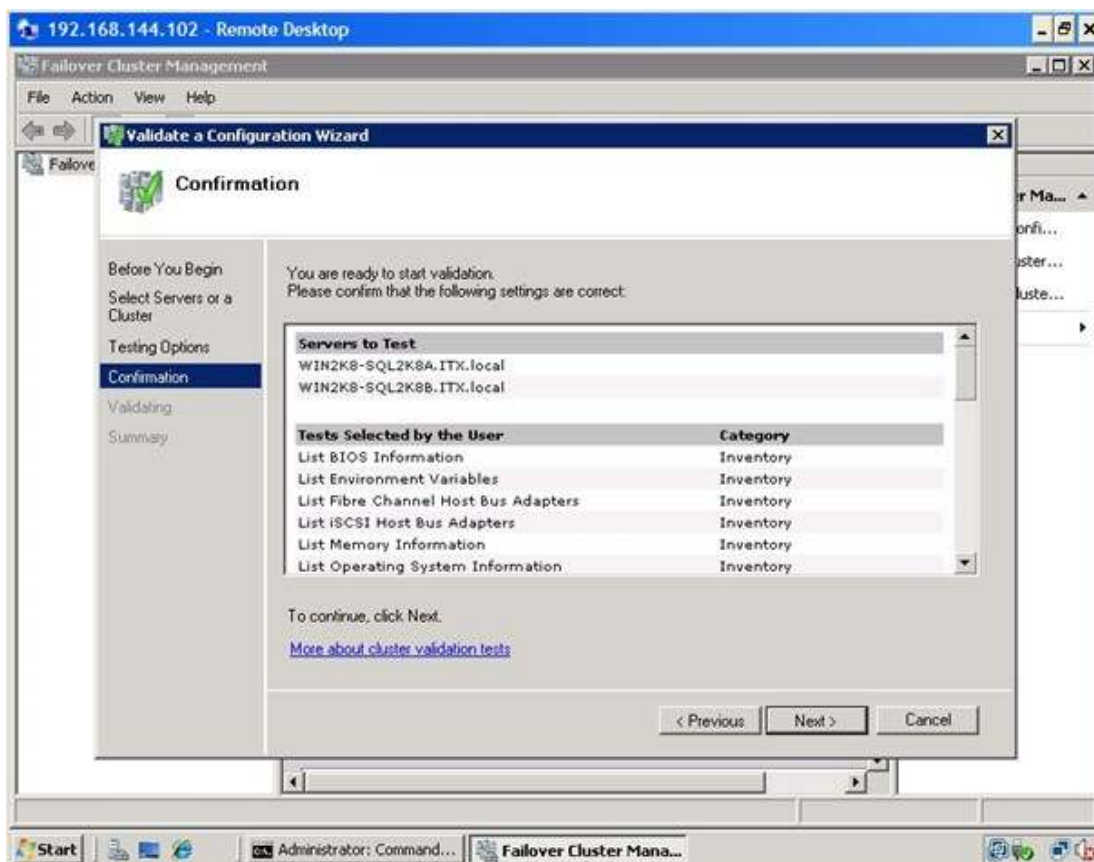 192.168.144.102 - Remote Desktop
Failover Cluster Management
File Action View Help
Failove
Validate a Configuration Wizard
Confirmation
r Ma...
onfi...
uster...
luste...
Before You Begin
Select Servers or a
Cluster
Testing Options
Confirmation
Validating
Summary
You are ready to start validation.
Please confirm that the following settings are correct:
Servers to Test
WIN2K8-SQL2K8A.ITX.local
WIN2K8-SQL2K8B.ITX.local
Tests Selected by the User Category
List BIOS Information Inventory
List Environment Variables Inventory
List Fibre Channel Host Bus Adapters Inventory
List iSCSI Host Bus Adapters Inventory
List Memory Information Inventory
List Operating System Information Inventory
To continue, click Next.
More about cluster validation tests
< Previous Next > Cancel
Start Administrator: Command... Failover Cluster Mana...